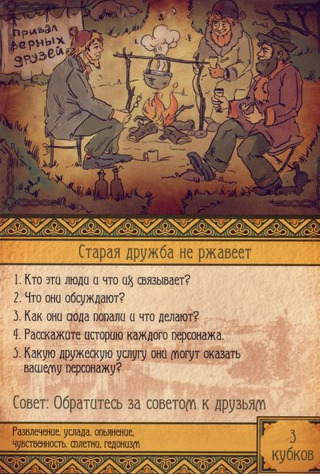 Привал
верных
друзей
Старая дружба не ржавеет
1. Кто эти люди и что их связывает?
2. Что они обсуждают?
3. Как они сюда попали и что делают?
4. Расскажите историю каждого персонажа.
5. Какую дружескую услугу они могут оказать
вашему персонажу?
Совет: Обратитесь за советом к друзьям
Развлечение, услада, опьянение,
чувственность, сплетни, гедонизм
3
кубков